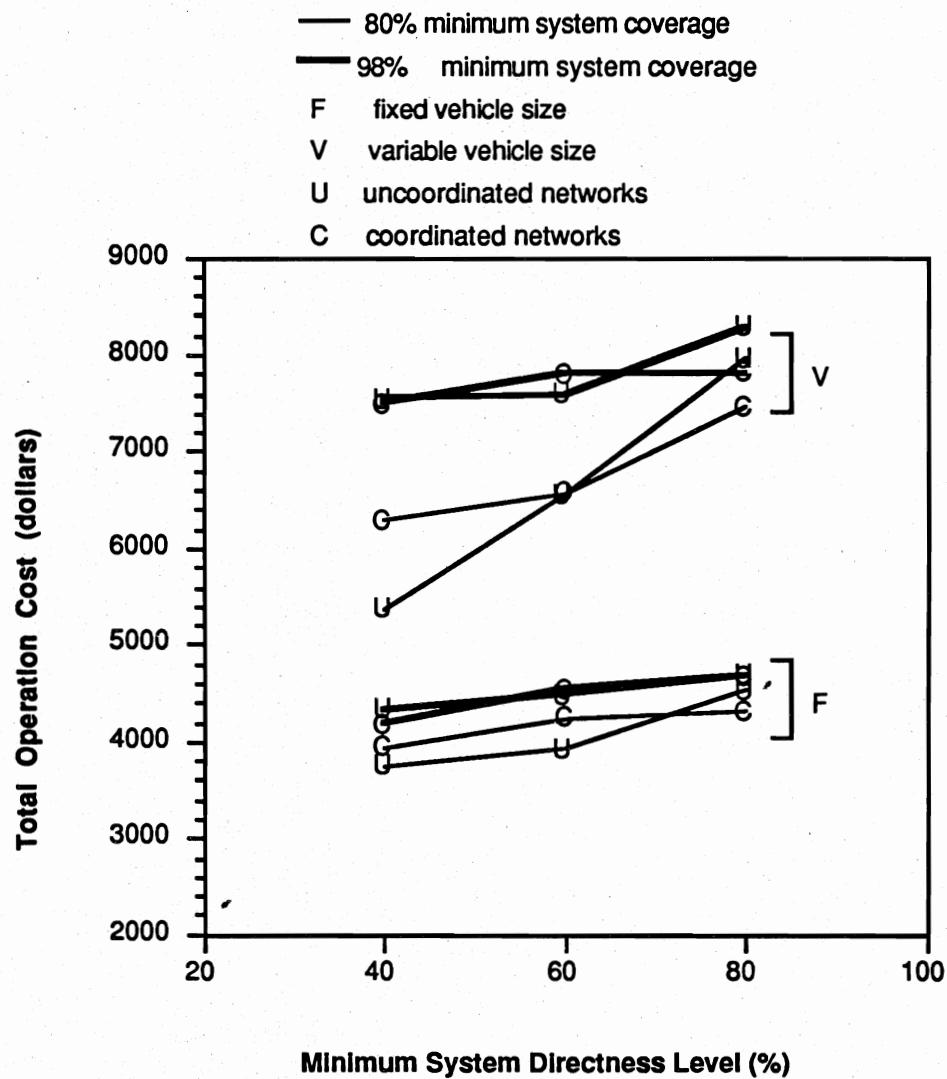 80% minimum system coverage
98% minimum system coverage
F fixed vehicle size
V variable vehicle size
U uncoordinated networks
C coordinated networks
9000
8000
7000
6000
5000
4000
3000
2000
Total Operation Cost (dollars)
U
U
C
C
U
C
U
C
V
C
C
U
U
C
C
U
C
U
C
U
C
U
C
F
20
40
60
80
100
Minimum System Directness Level (%)